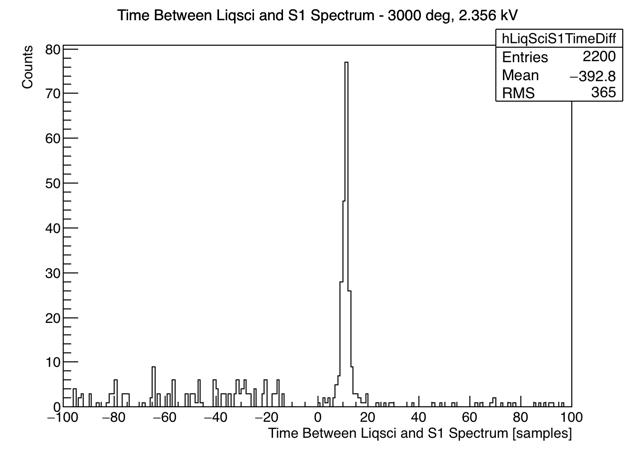 Time Between Liqsci and S1 Spectrum - 3000 deg, 2.356 kV
hLiqSciS1TimeDiff
Entries 2200
Mean −392.8
RMS 365
Counts
80
70
60
50
40
30
20
10
0
−100 −80 −60 −40 −20 0 20 40 60 80 100
Time Between Liqsci and S1 Spectrum [samples]